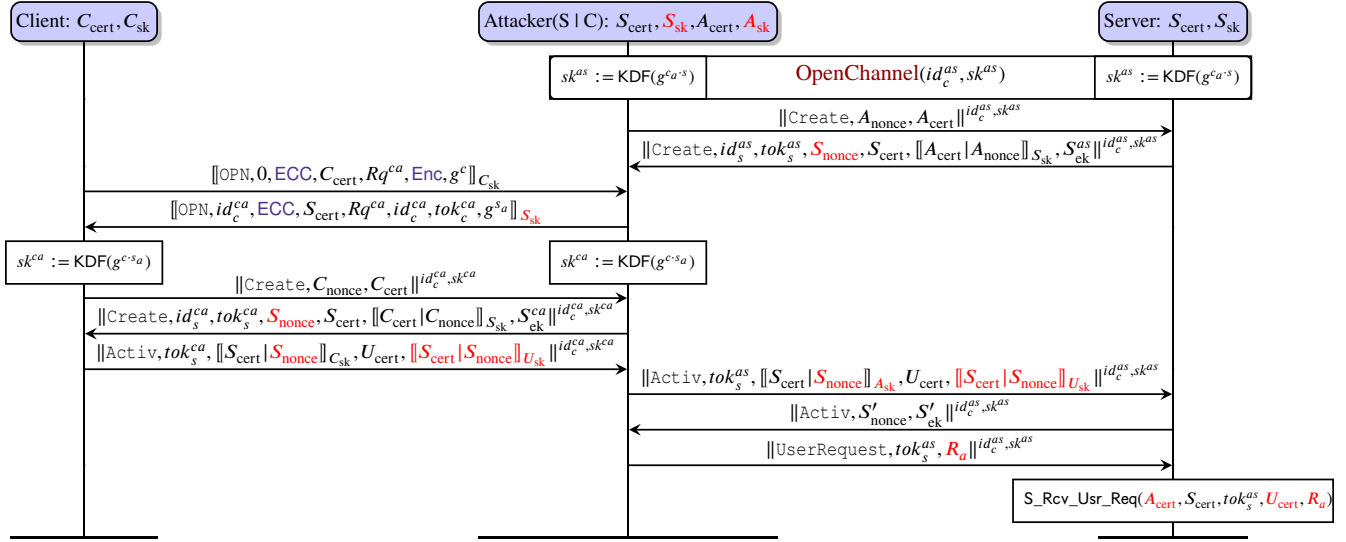 Client: C_cert, C_sk
Attacker(S | C): S_cert, S_sk, A_cert, A_sk
Server: S_cert, S_sk
sk^as := KDF(g^{c_a·s})
OpenChannel(id_c^as, sk^as)
sk^as := KDF(g^{c_a·s})
‖Create, A_nonce, A_cert‖^{id_c^as, sk^as}
‖Create, id_s^as, tok_s^as, S_nonce, S_cert, ⟦A_cert|A_nonce⟧_{S_sk}, S_ek^as‖^{id_c^as, sk^as}
⟦OPN, 0, ECC, C_cert, Rq^ca, Enc, g^c⟧_{C_sk}
⟦OPN, id_c^ca, ECC, S_cert, Rq^ca, id_c^ca, tok_c^ca, g^{s_a}⟧_{S_sk}
sk^ca := KDF(g^{c·s_a})
sk^ca := KDF(g^{c·s_a})
‖Create, C_nonce, C_cert‖^{id_c^ca, sk^ca}
‖Create, id_s^ca, tok_s^ca, S_nonce, S_cert, ⟦C_cert|C_nonce⟧_{S_sk}, S_ek^ca‖^{id_c^ca, sk^ca}
‖Activ, tok_s^ca, ⟦S_cert|S_nonce⟧_{C_sk}, U_cert, ⟦S_cert|S_nonce⟧_{U_sk}‖^{id_c^ca, sk^ca}
‖Activ, tok_s^as, ⟦S_cert|S_nonce⟧_{A_sk}, U_cert, ⟦S_cert|S_nonce⟧_{U_sk}‖^{id_c^as, sk^as}
‖Activ, S′_nonce, S′_ek‖^{id_c^as, sk^as}
‖UserRequest, tok_s^as, R_a‖^{id_c^as, sk^as}
S_Rcv_Usr_Req(A_cert, S_cert, tok_s^as, U_cert, R_a)